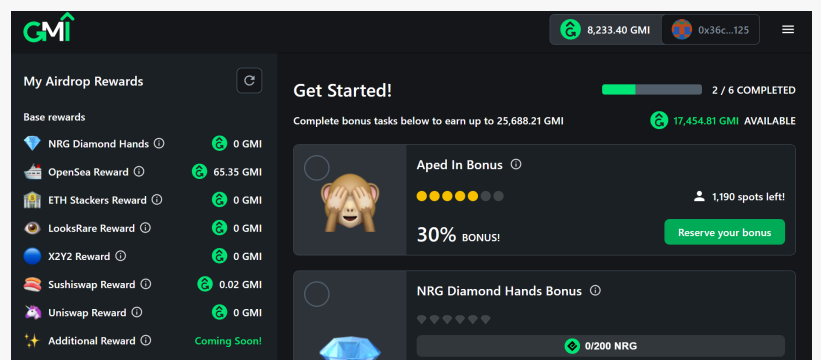 GMI
8,233.40 GMI
0x36c...125
My Airdrop Rewards
Base rewards
NRG Diamond Hands 0 GMI
OpenSea Reward 65.35 GMI
ETH Stackers Reward 0 GMI
LooksRare Reward 0 GMI
X2Y2 Reward 0 GMI
Sushiswap Reward 0.02 GMI
Uniswap Reward 0 GMI
Additional Reward Coming Soon!
Get Started!
2 / 6 COMPLETED
Complete bonus tasks below to earn up to 25,688.21 GMI
17,454.81 GMI AVAILABLE
Aped In Bonus
1,190 spots left!
30% BONUS!
Reserve your bonus
NRG Diamond Hands Bonus
0/200 NRG